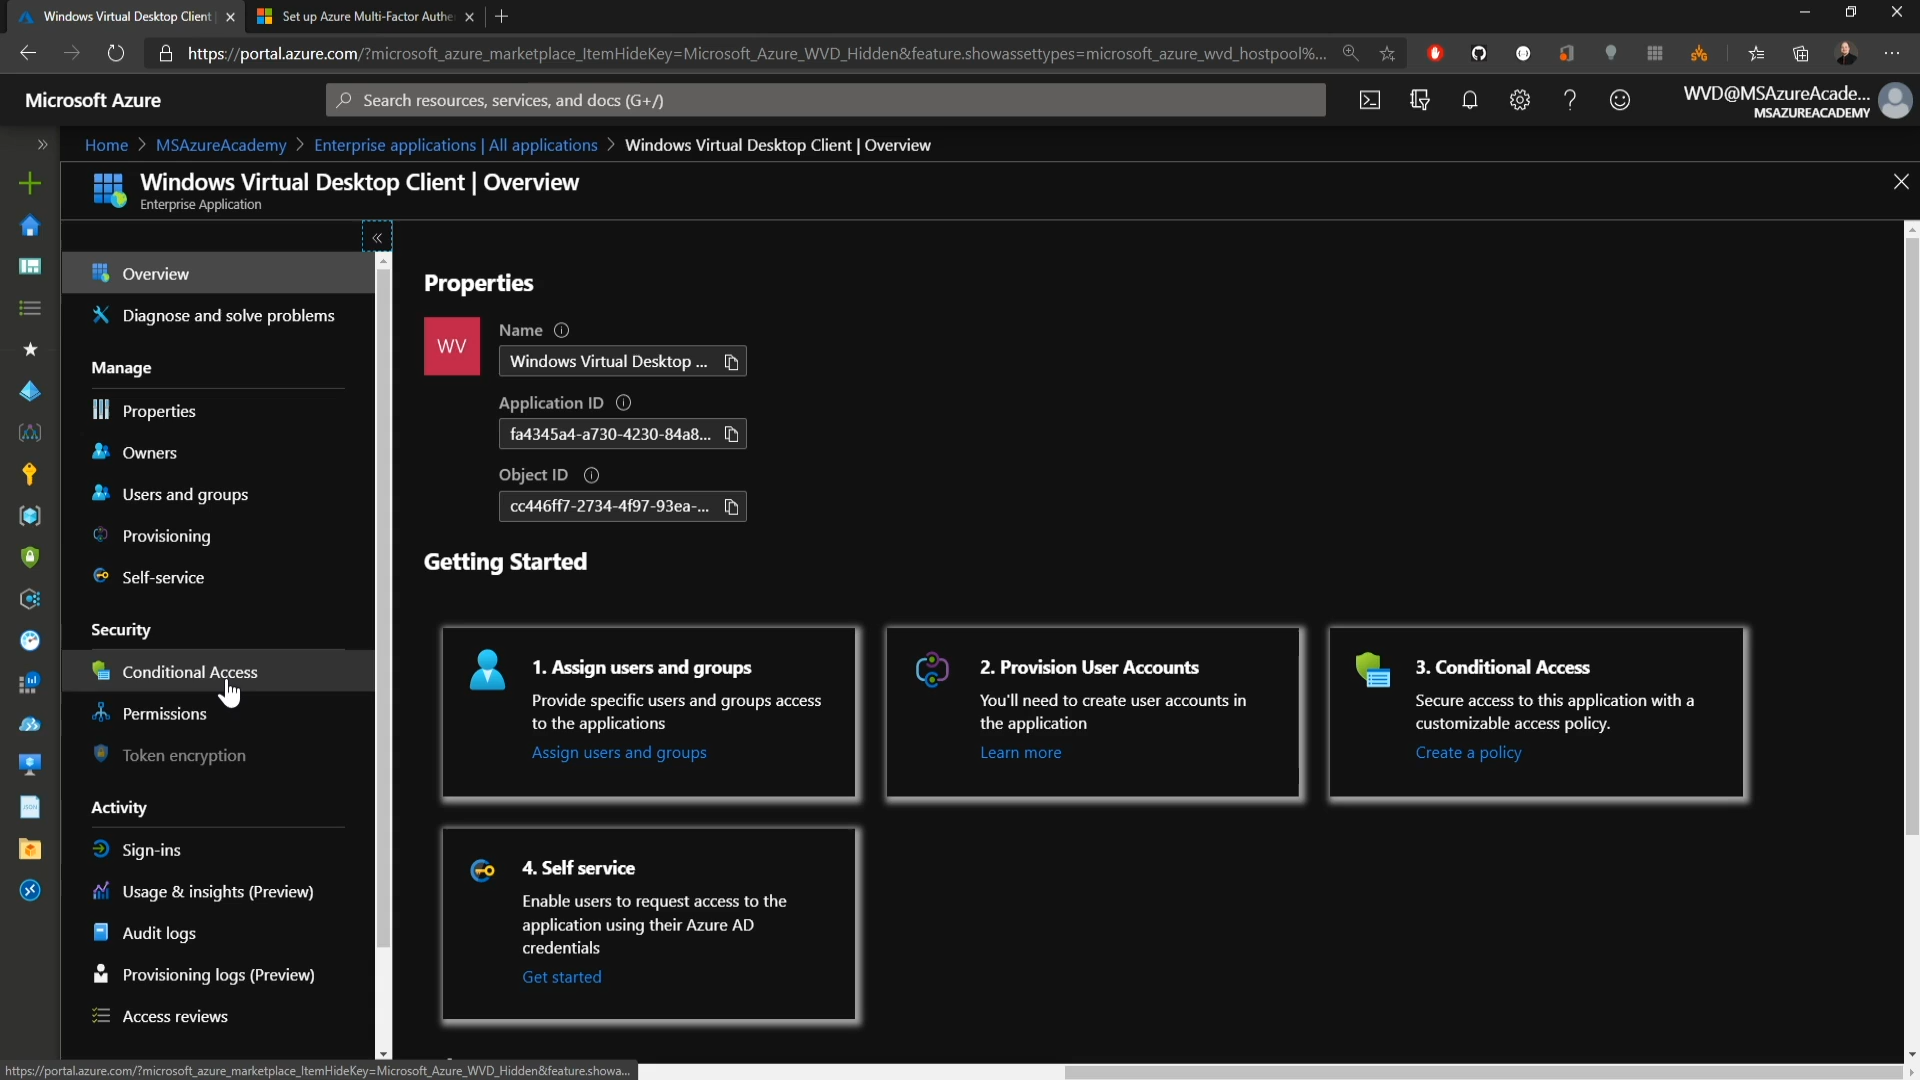 Windows Virtual Desktop Client
Set up Azure Multi-Factor Authe
https://portal.azure.com/?microsoft_azure_marketplace_ItemHideKey=Microsoft_Azure_WVD_Hidden&feature.showassettypes=microsoft_azure_wvd_hostpool%...
Microsoft Azure
Search resources, services, and docs (G+/)
WVD@MSAzureAcade...
MSAZUREACADEMY
Home > MSAzureAcademy > Enterprise applications | All applications > Windows Virtual Desktop Client | Overview
Windows Virtual Desktop Client | Overview
Enterprise Application
Overview
Diagnose and solve problems
Manage
Properties
Owners
Users and groups
Provisioning
Self-service
Security
Conditional Access
Permissions
Token encryption
Activity
Sign-ins
Usage & insights (Preview)
Audit logs
Provisioning logs (Preview)
Access reviews
Properties
WV
Name
Windows Virtual Desktop ...
Application ID
fa4345a4-a730-4230-84a8...
Object ID
cc446ff7-2734-4f97-93ea-...
Getting Started
1. Assign users and groups
Provide specific users and groups access
to the applications
Assign users and groups
2. Provision User Accounts
You'll need to create user accounts in
the application
Learn more
3. Conditional Access
Secure access to this application with a
customizable access policy.
Create a policy
4. Self service
Enable users to request access to the
application using their Azure AD
credentials
Get started
https://portal.azure.com/?microsoft_azure_marketplace_ItemHideKey=Microsoft_Azure_WVD_Hidden&feature.showa...